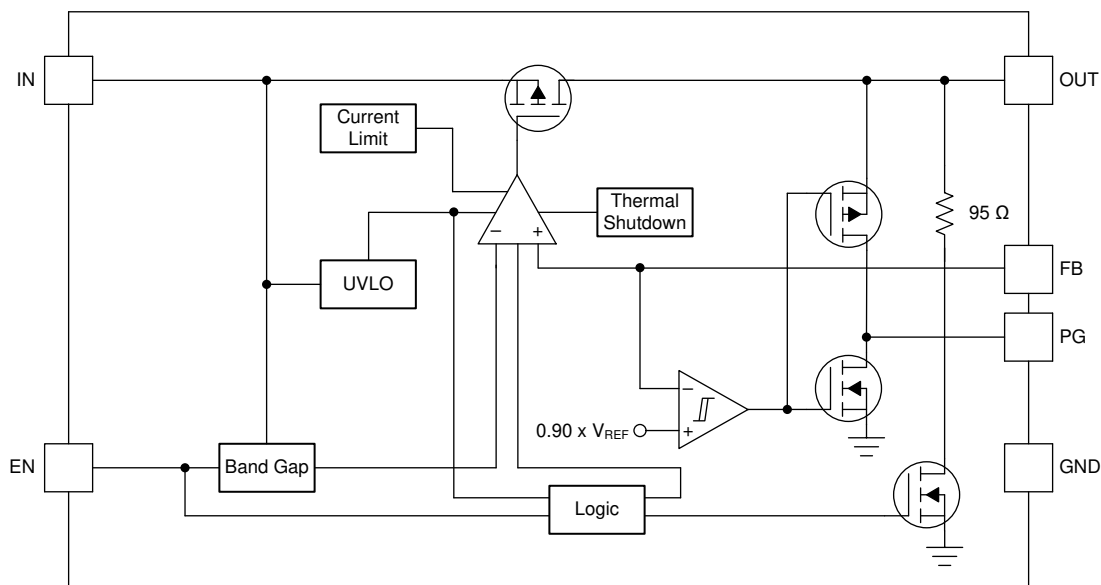 IN
OUT
Current
Limit
Thermal
Shutdown
95 Ω
− +
UVLO
FB
PG
−
0.90 x VREF
+
EN
Band Gap
GND
Logic